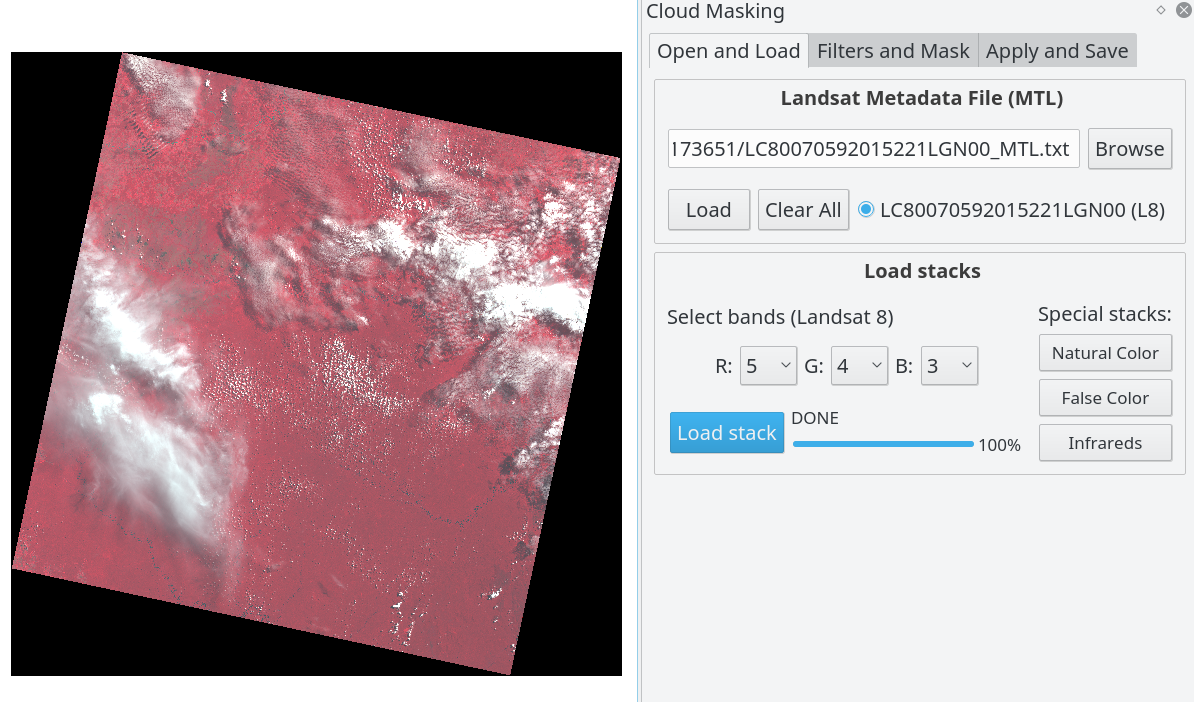 Cloud Masking
Open and Load Filters and Mask Apply and Save
Landsat Metadata File (MTL)
173651/LC80070592015221LGN00_MTL.txt Browse
Load Clear All LC80070592015221LGN00 (L8)
Load stacks
Select bands (Landsat 8)
R: 5 G: 4 B: 3
Load stack DONE 100%
Special stacks:
Natural Color
False Color
Infrareds